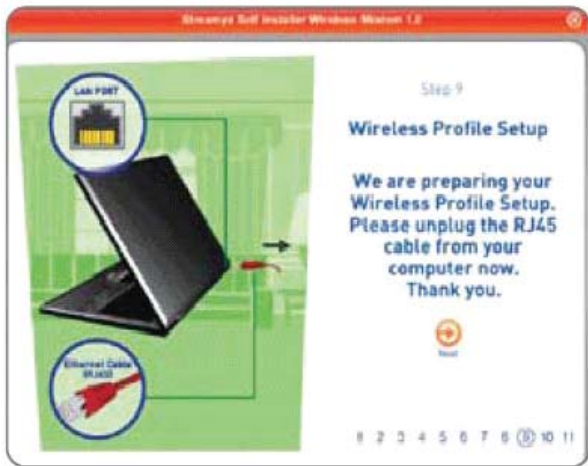 Streamyx Self Installer Wireless Modem 1.0
LAN PORT
Ethernet Cable
(RJ45)
Step 9
Wireless Profile Setup
We are preparing your
Wireless Profile Setup.
Please unplug the RJ45
cable from your
computer now.
Thank you.
Next
1 2 3 4 5 6 7 8 9 10 11